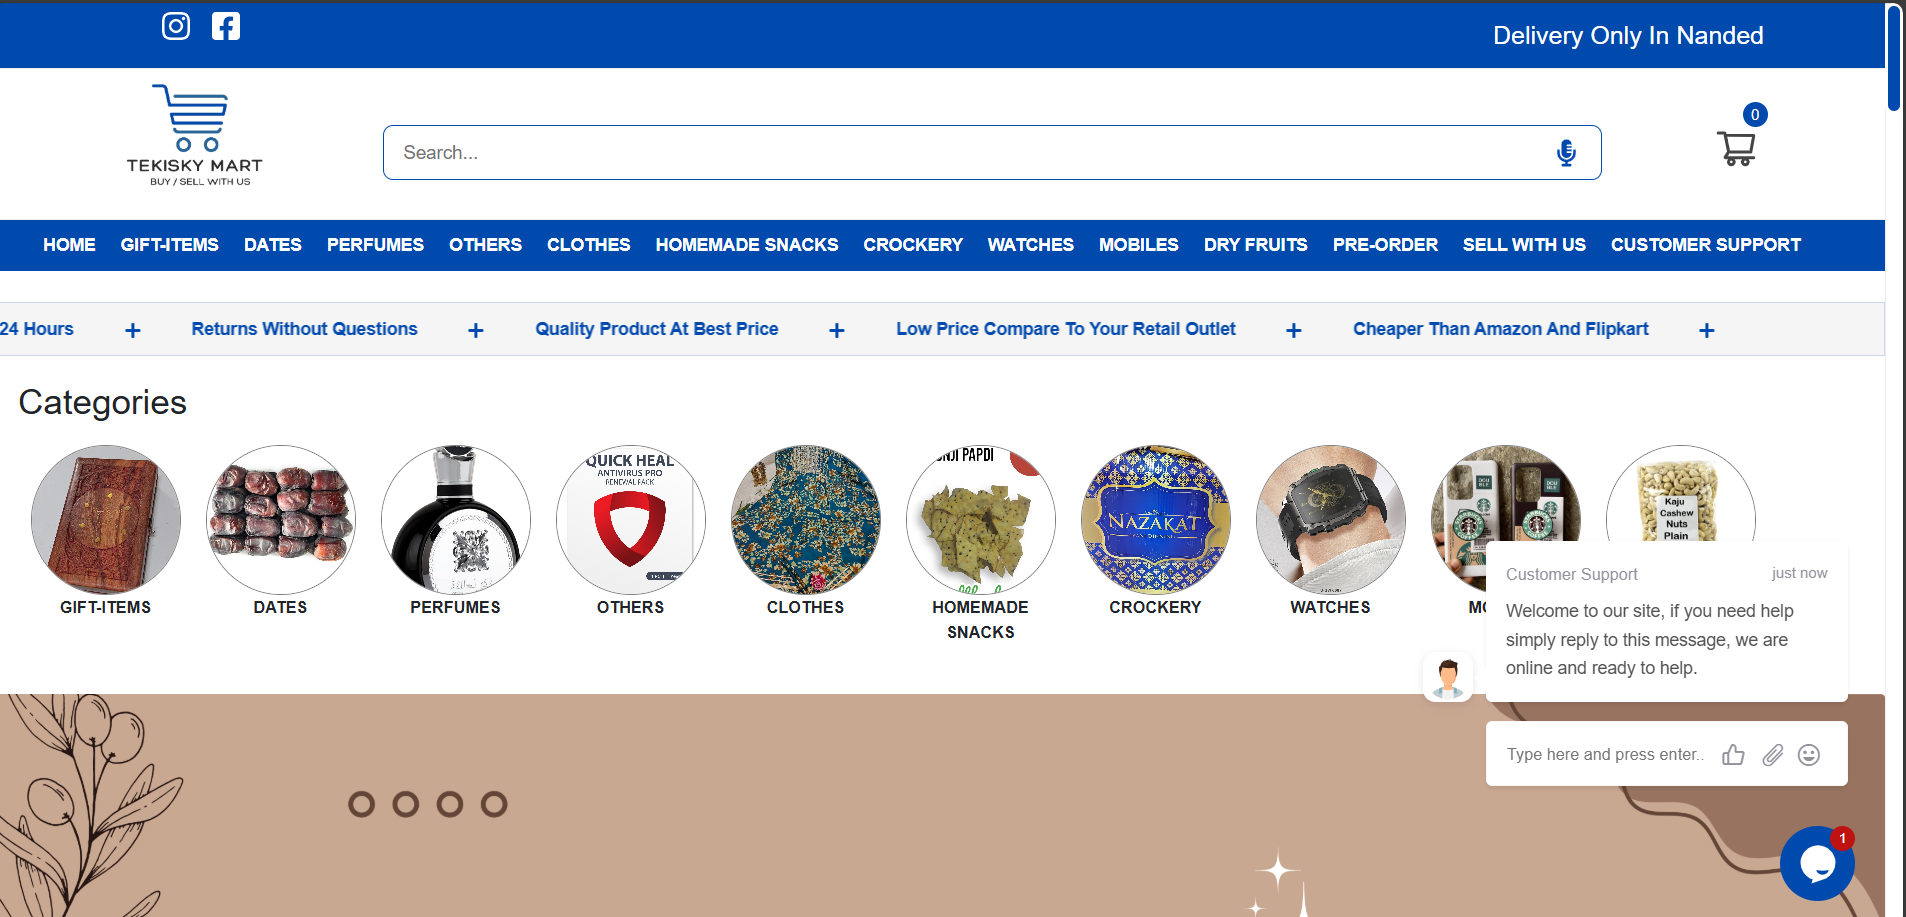 Delivery Only In Nanded
TEKISKY MART
BUY / SELL WITH US
Search...
0
HOME GIFT-ITEMS DATES PERFUMES OTHERS CLOTHES HOMEMADE SNACKS CROCKERY WATCHES MOBILES DRY FRUITS PRE-ORDER SELL WITH US CUSTOMER SUPPORT
24 Hours + Returns Without Questions + Quality Product At Best Price + Low Price Compare To Your Retail Outlet + Cheaper Than Amazon And Flipkart +
Categories
QUICK HEAL
ANTIVIRUS PRO
RENEWAL PACK
PAPDI
NAZAKAT
DOU
BLE
Kaju
Cashew
Nuts
Plain
GIFT-ITEMS DATES PERFUMES OTHERS CLOTHES HOMEMADE SNACKS CROCKERY WATCHES
Customer Support just now
Welcome to our site, if you need help
simply reply to this message, we are
online and ready to help.
Type here and press enter..
1